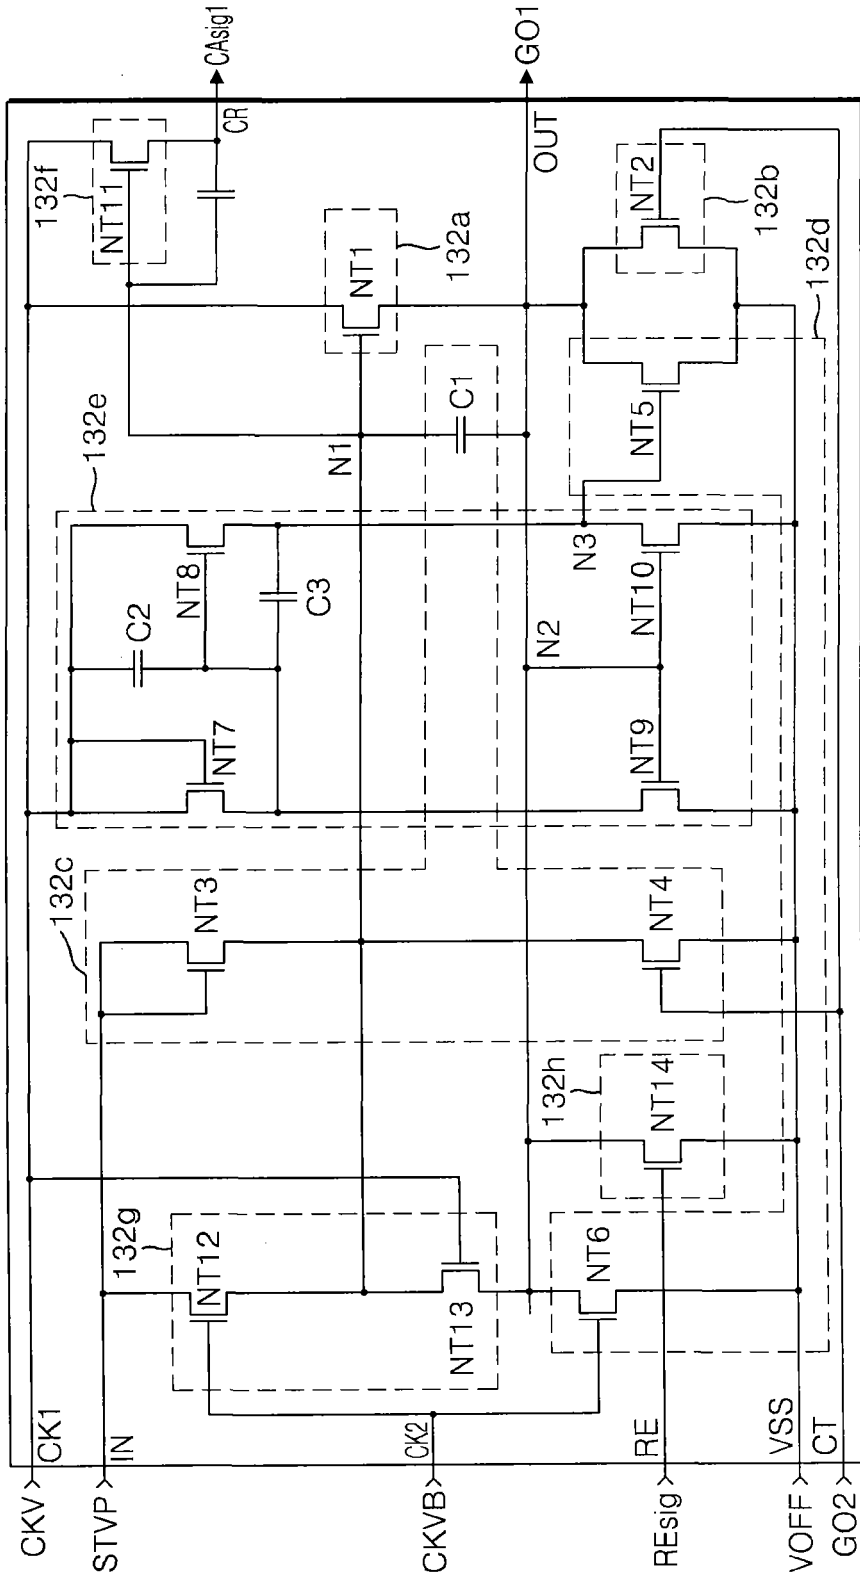 CKV
CK1
STVP
IN
CKVB
CK2
REsig
RE
VOFF
VSS
GO2
CT
132g
NT12
NT13
NT6
132h
NT14
132c
NT3
NT4
132e
NT7
C2
NT8
C3
NT9
N2
NT10
N3
N1
C1
132f
NT11
CR
CAsig1
NT1
132a
OUT
GO1
NT5
NT2
132b
132d